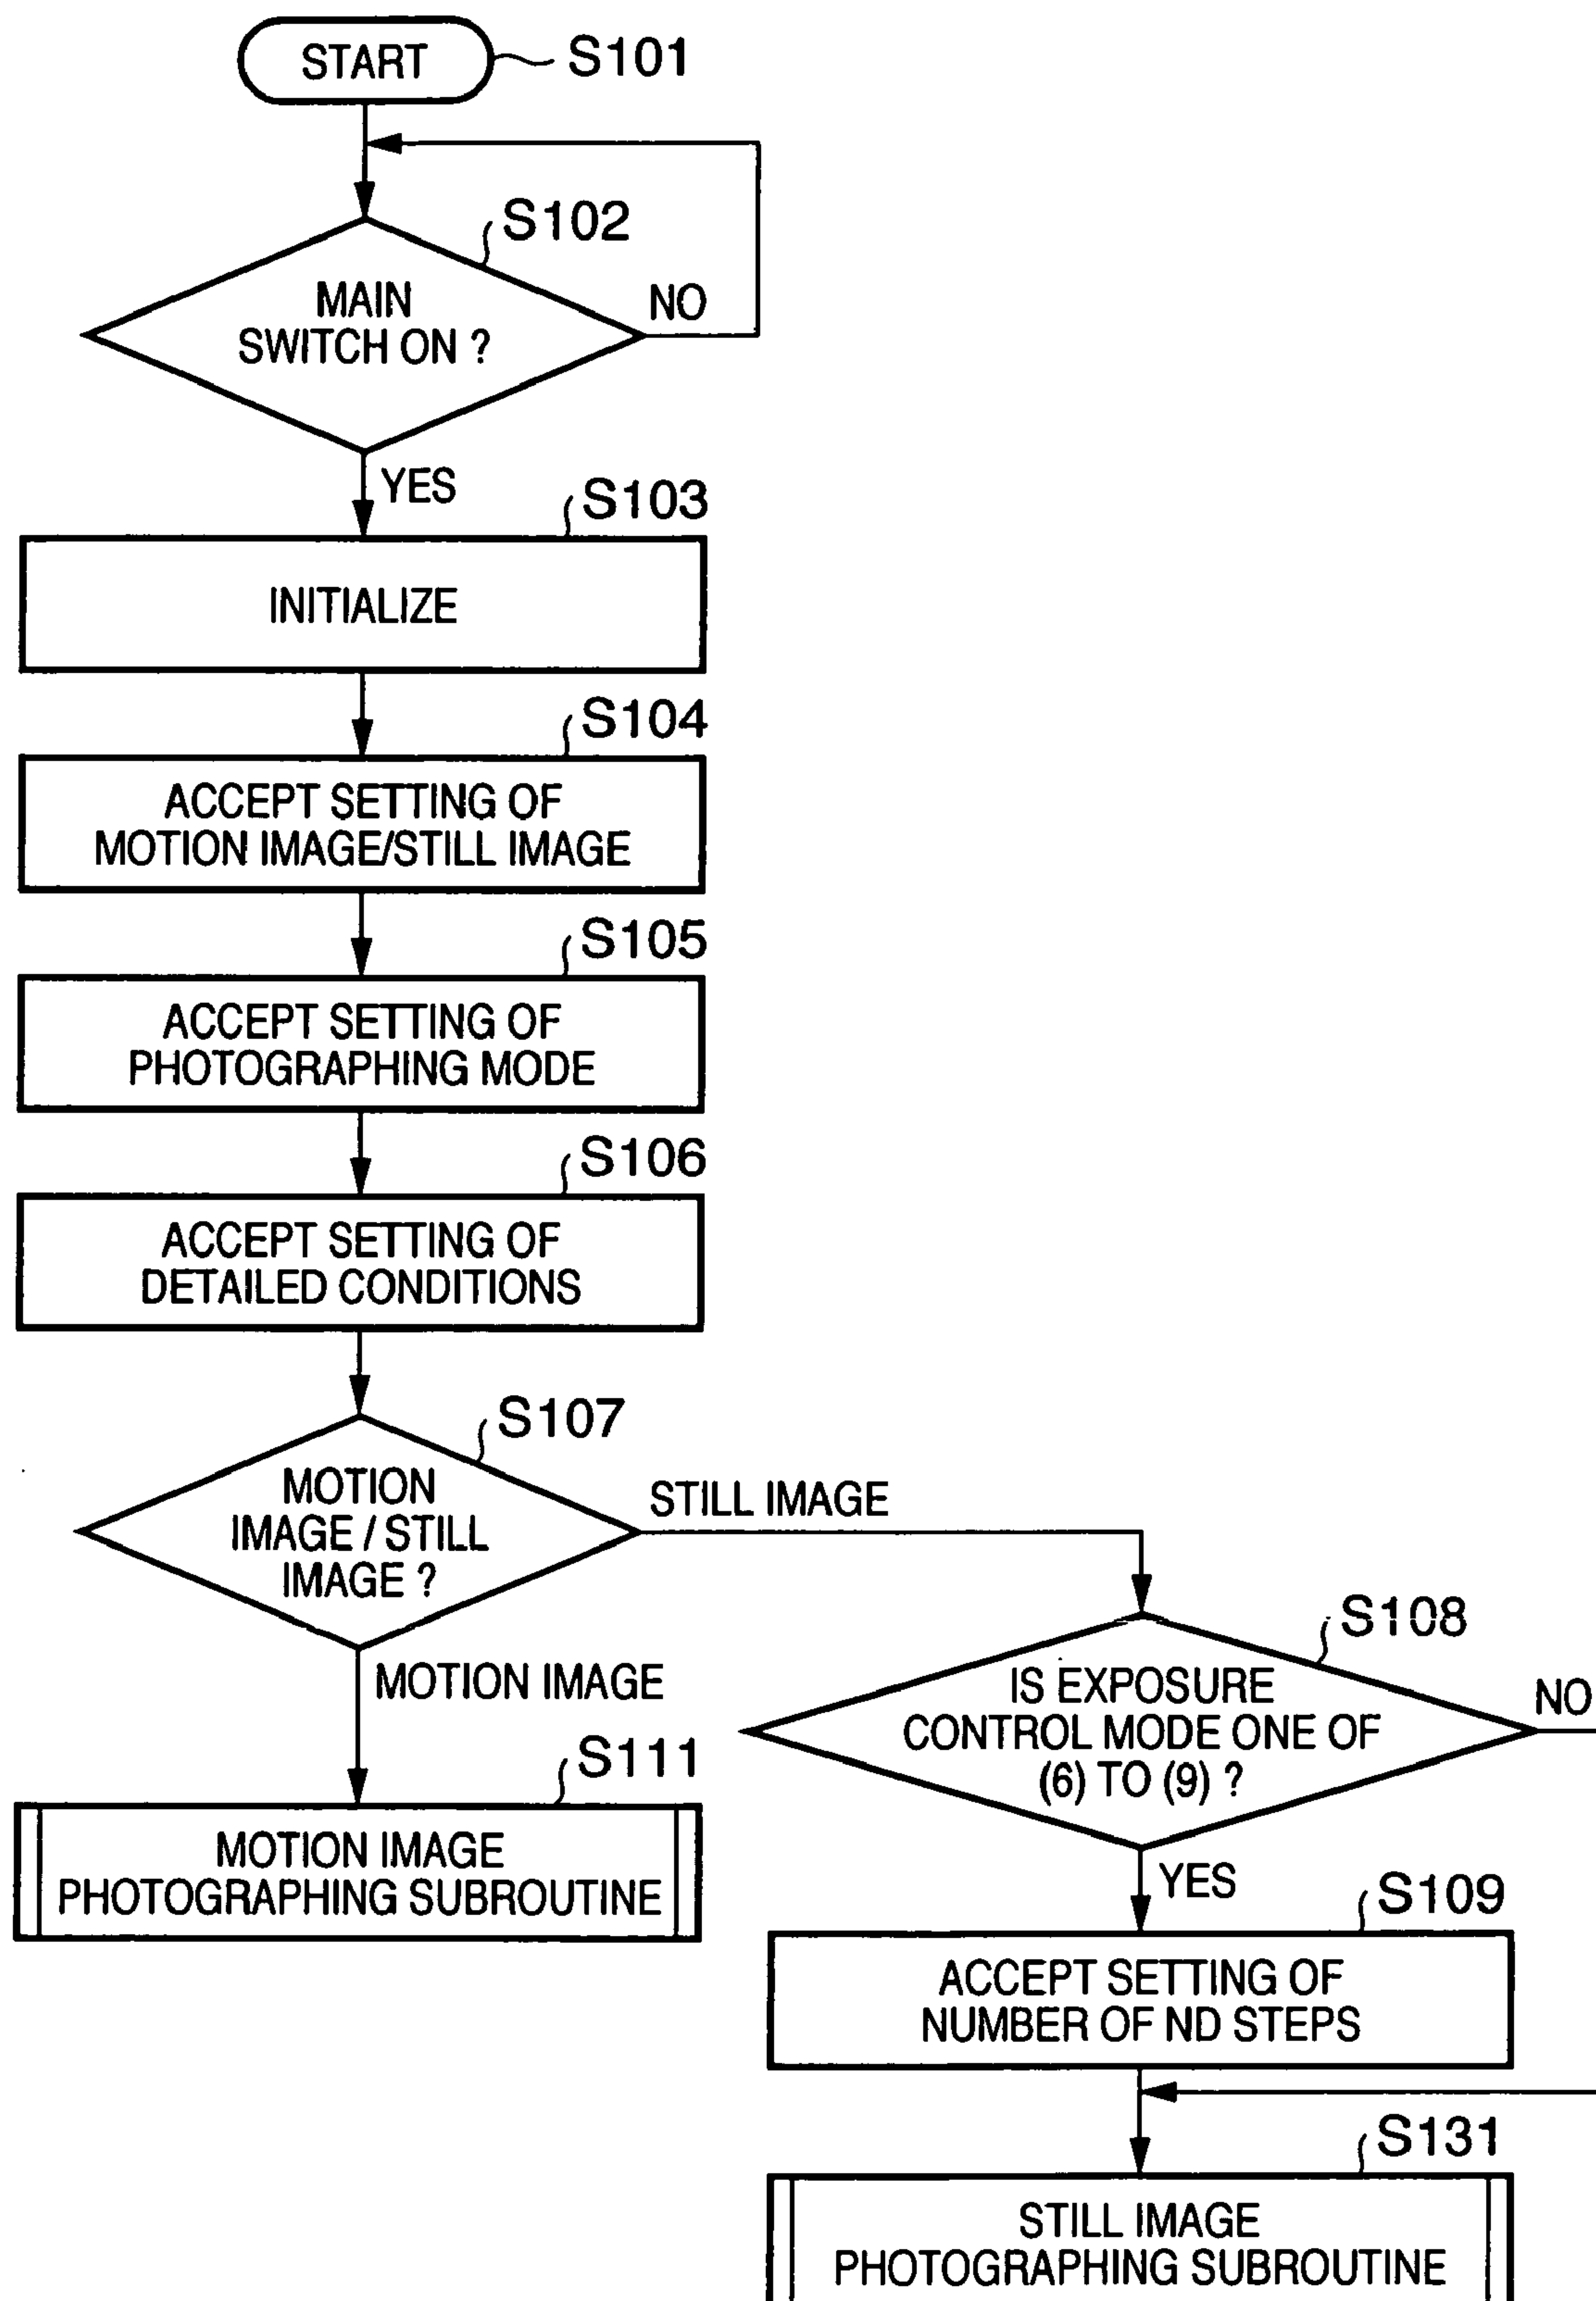 START
S101
S102
MAIN
SWITCH ON ?
NO
YES
S103
INITIALIZE
S104
ACCEPT SETTING OF
MOTION IMAGE/STILL IMAGE
S105
ACCEPT SETTING OF
PHOTOGRAPHING MODE
S106
ACCEPT SETTING OF
DETAILED CONDITIONS
S107
MOTION
IMAGE / STILL
IMAGE ?
STILL IMAGE
MOTION IMAGE
S108
IS EXPOSURE
CONTROL MODE ONE OF
(6) TO (9) ?
NO
YES
S111
MOTION IMAGE
PHOTOGRAPHING SUBROUTINE
S109
ACCEPT SETTING OF
NUMBER OF ND STEPS
S131
STILL IMAGE
PHOTOGRAPHING SUBROUTINE